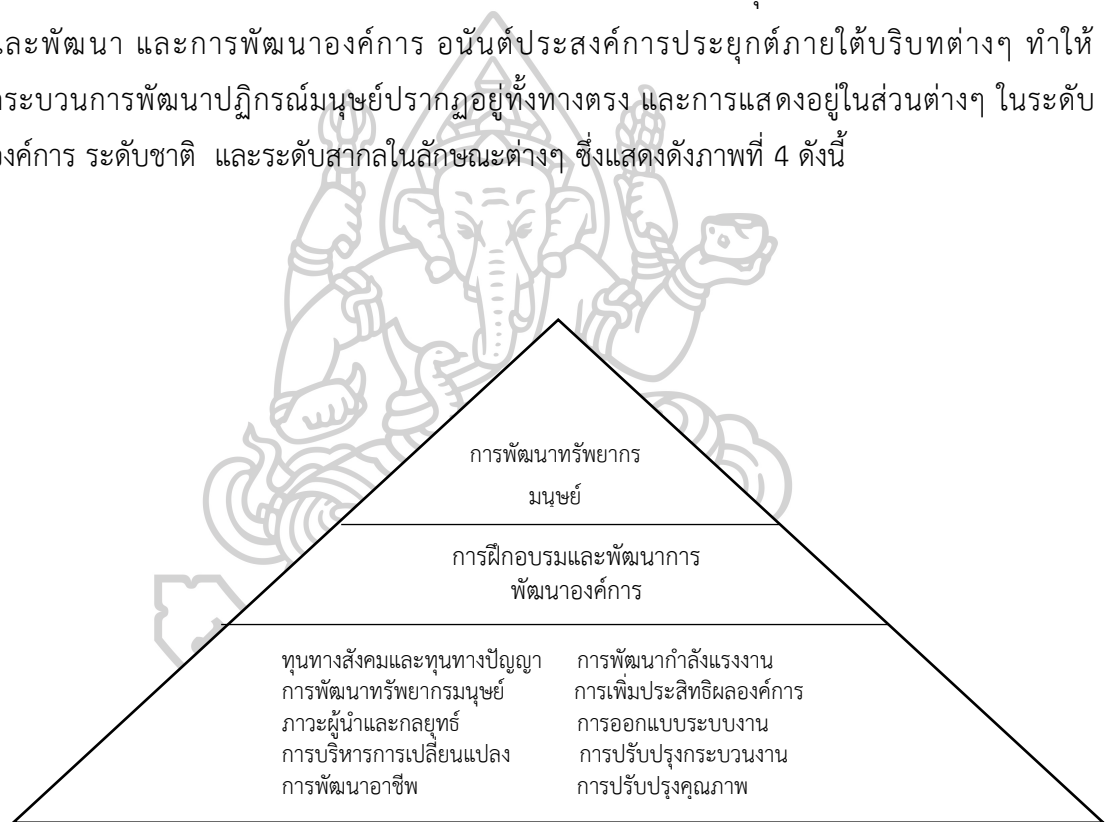 และพัฒนา และการพัฒนาองค์การ อนันต์ประสงค์การประยุกต์ภายใต้บริบทต่างๆ ทำให้
กระบวนการพัฒนาปฏิกรณ์มนุษย์ปรากฏอยู่ทั้งทางตรง และการแสดงอยู่ในส่วนต่างๆ ในระดับ
องค์การ ระดับชาติ และระดับสากลในลักษณะต่างๆ ซึ่งแสดงดังภาพที่ 4 ดังนี้
การพัฒนาทรัพยากร
มนุษย์
การฝึกอบรมและพัฒนาการ
พัฒนาองค์การ
ทุนทางสังคมและทุนทางปัญญา การพัฒนากำลังแรงงาน
การพัฒนาทรัพยากรมนุษย์ การเพิ่มประสิทธิผลองค์การ
ภาวะผู้นำและกลยุทธ์ การออกแบบระบบงาน
การบริหารการเปลี่ยนแปลง การปรับปรุงกระบวนงาน
การพัฒนาอาชีพ การปรับปรุงคุณภาพ